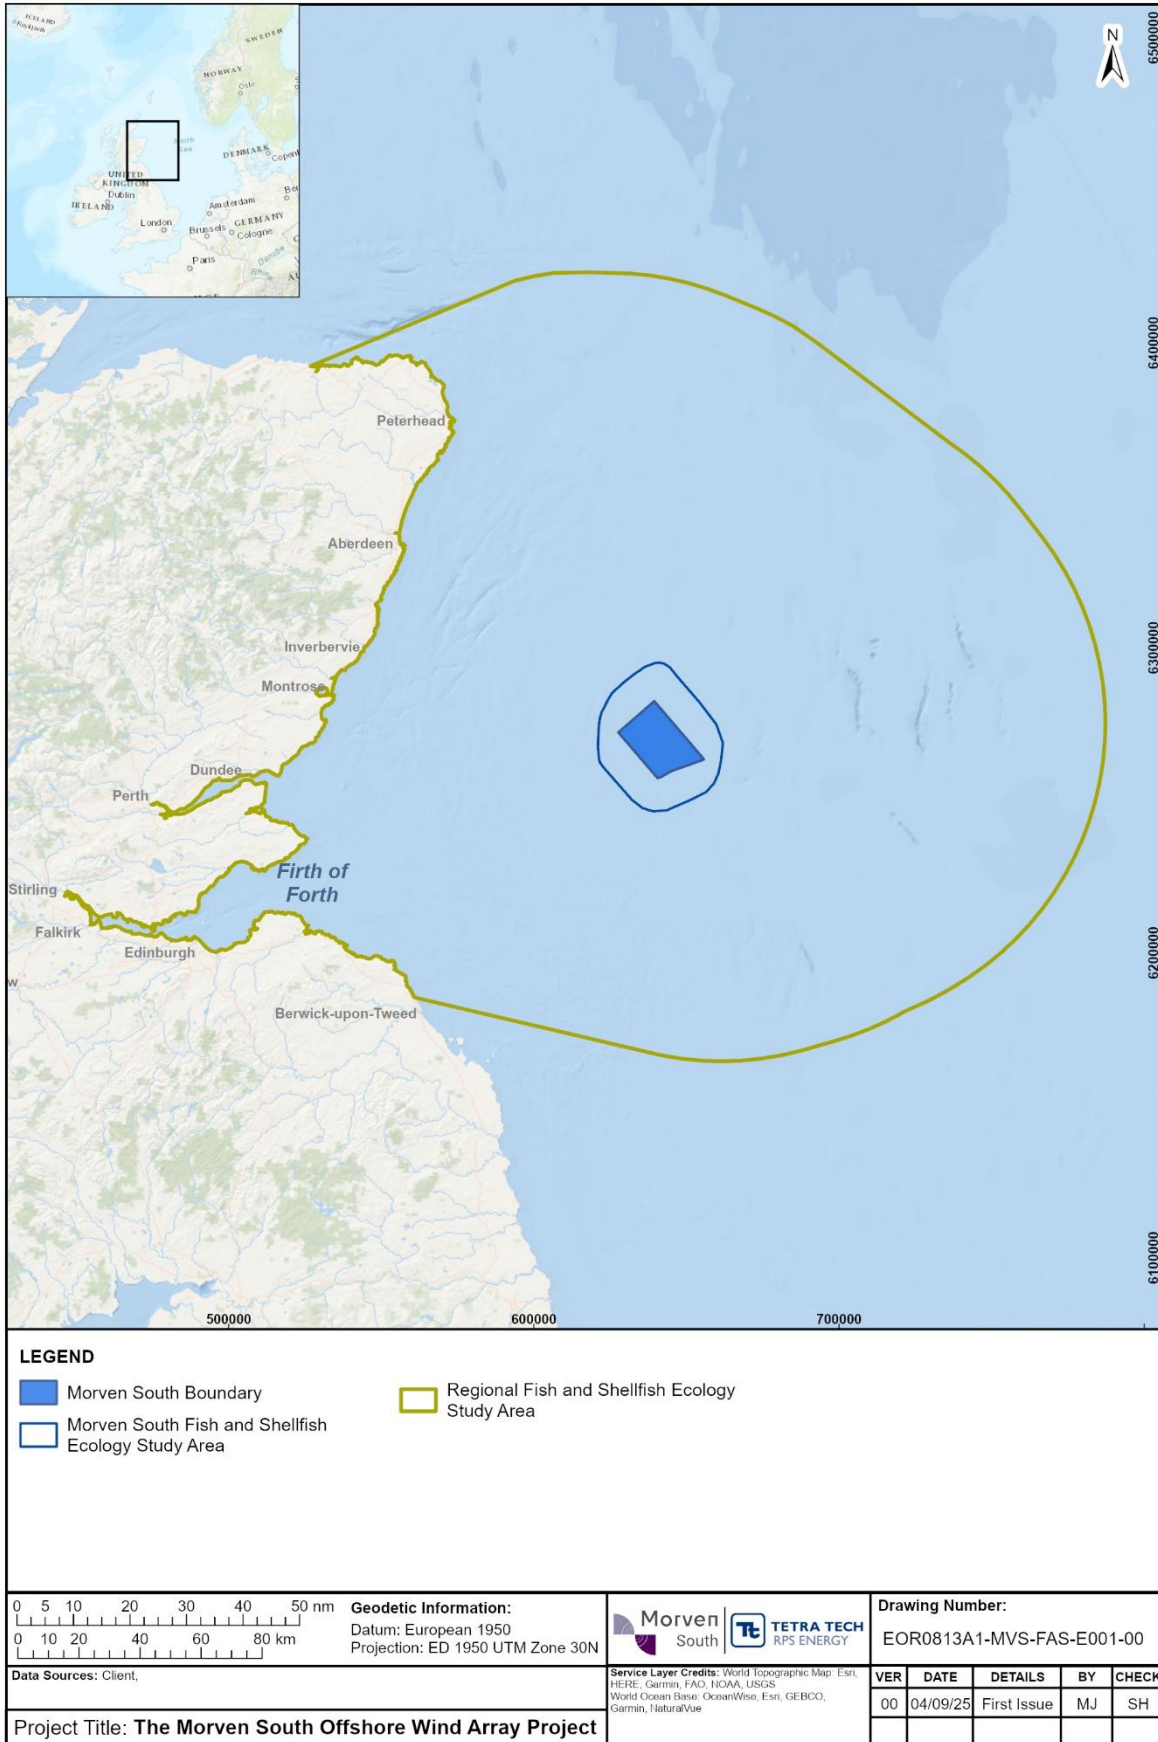 ICELAND
Reykjavik
SWEDEN
NORWAY
Oslo
North
Sea
DENMARK
UNITED
KINGDOM
Dublin
IRELAND
London
Amsterdam
Brussels
GERMANY
Cologne
Paris
Danube
N
6500000
6400000
6300000
6200000
6100000
Peterhead
Aberdeen
Inverbervie
Montrose
Dundee
Perth
Stirling
Firth of
Forth
Falkirk
Edinburgh
w
Berwick-upon-Tweed
500000
600000
700000
LEGEND
Morven South Boundary
Morven South Fish and Shellfish
Ecology Study Area
Regional Fish and Shellfish Ecology
Study Area
0 5 10 20 30 40 50 nm
0 10 20 40 60 80 km
Geodetic Information:
Datum: European 1950
Projection: ED 1950 UTM Zone 30N
Data Sources: Client,
Project Title: The Morven South Offshore Wind Array Project
Morven
South
Tt
TETRA TECH
RPS ENERGY
Service Layer Credits: World Topographic Map: Esri,
HERE, Garmin, FAO, NOAA, USGS
World Ocean Base: OceanWise, Esri, GEBCO,
Garmin, NaturalVue
Drawing Number:
EOR0813A1-MVS-FAS-E001-00
VER DATE DETAILS BY CHECK
00 04/09/25 First Issue MJ SH